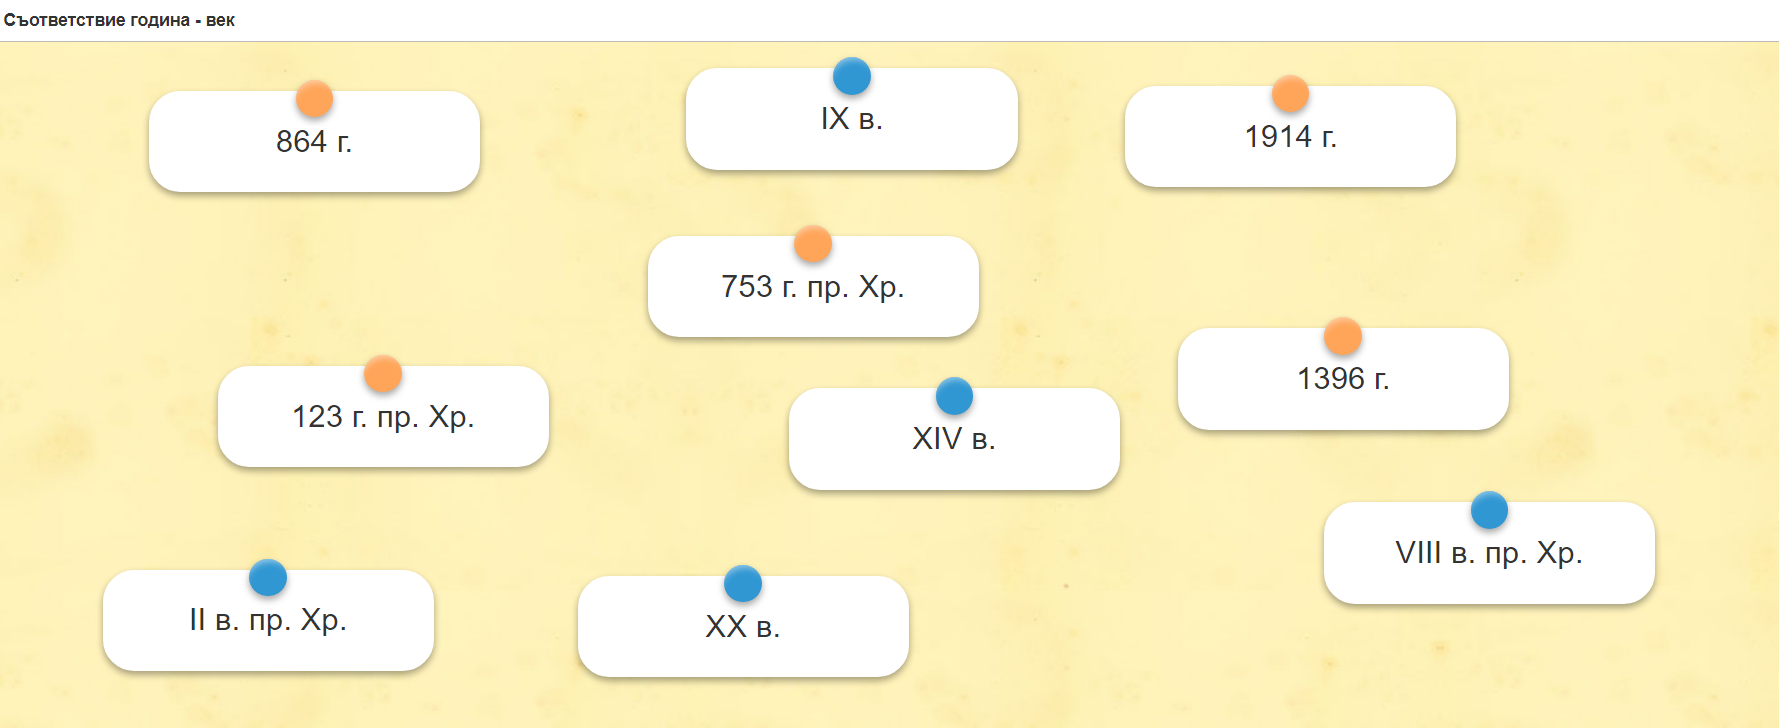 Съответствие година - век
864 г.
IX в.
1914 г.
753 г. пр. Хр.
1396 г.
123 г. пр. Хр.
XIV в.
VIII в. пр. Хр.
II в. пр. Хр.
XX в.